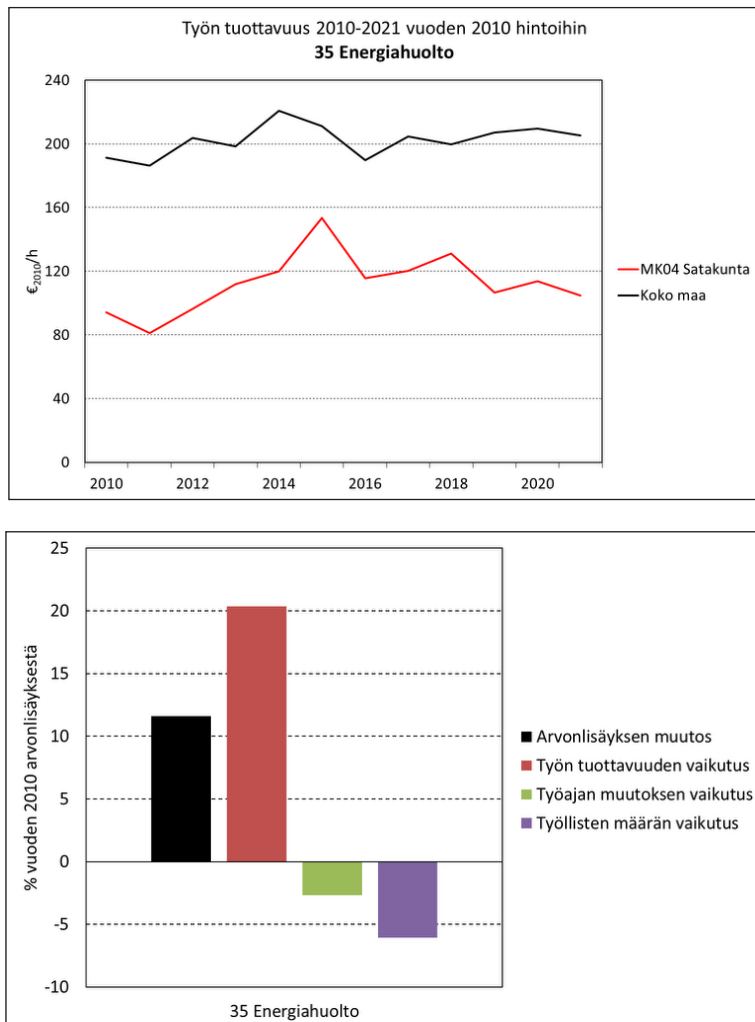 Työn tuottavuus 2010-2021 vuoden 2010 hintoihin
35 Energiahuolto
240
200
160
120
80
40
0
€2010/h
2010 2012 2014 2016 2018 2020
MK04 Satakunta
Koko maa
25
20
15
10
5
0
-5
-10
% vuoden 2010 arvonlisäyksestä
35 Energiahuolto
Arvonlisäyksen muutos
Työn tuottavuuden vaikutus
Työajan muutoksen vaikutus
Työllisten määrän vaikutus